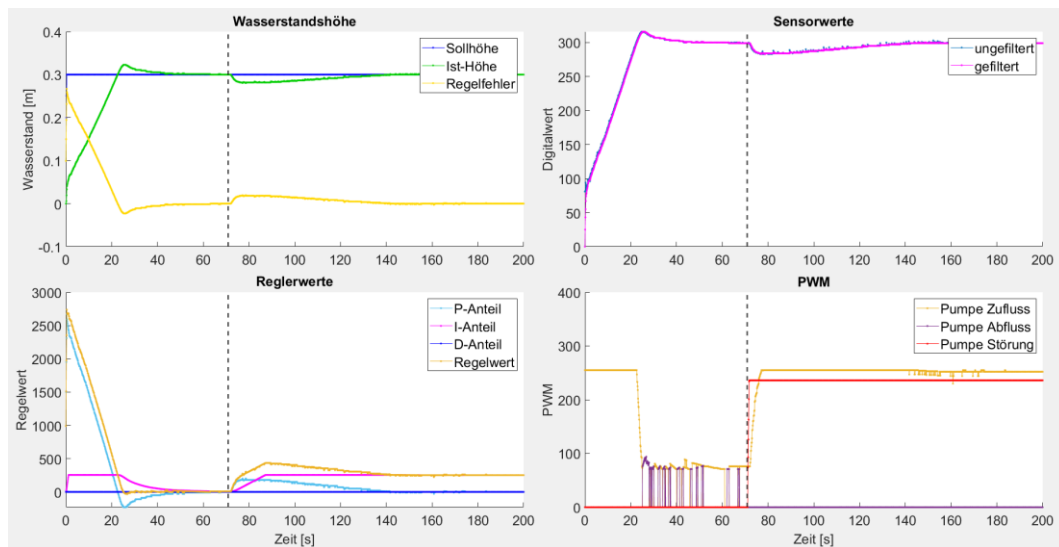 Wasserstandshöhe
0.4
0.3
0.2
0.1
0
-0.1
Wasserstand [m]
0 20 40 60 80 100 120 140 160 180 200
Sollhöhe
Ist-Höhe
Regelfehler
Sensorwerte
300
250
200
150
100
50
0
Digitalwert
0 20 40 60 80 100 120 140 160 180 200
ungefiltert
gefiltert
Reglerwerte
3000
2500
2000
1500
1000
500
0
Regelwert
0 20 40 60 80 100 120 140 160 180 200
Zeit [s]
P-Anteil
I-Anteil
D-Anteil
Regelwert
PWM
400
300
200
100
0
PWM
0 20 40 60 80 100 120 140 160 180 200
Zeit [s]
Pumpe Zufluss
Pumpe Abfluss
Pumpe Störung